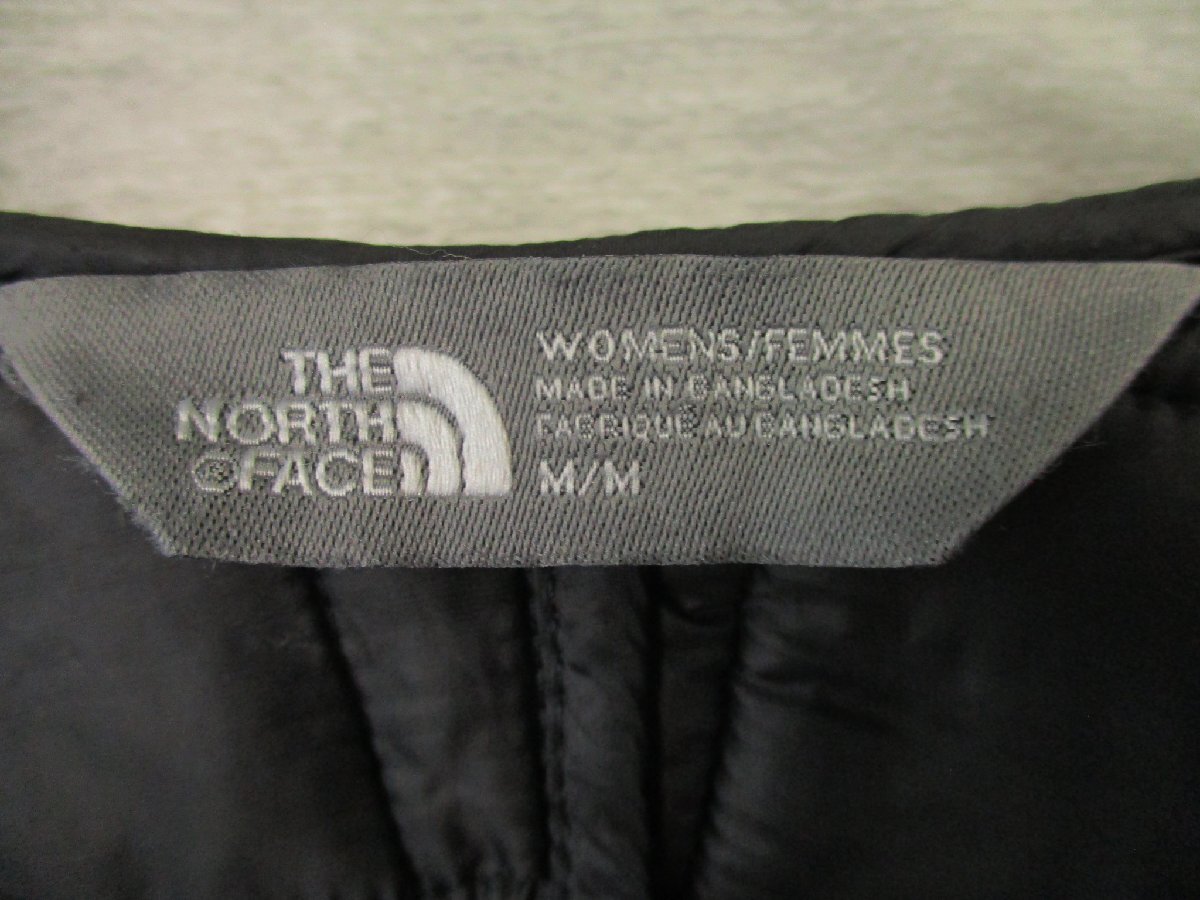 THE
NORTH
® FACE
WOMENS/FEMMES
MADE IN BANGLADESH
FABRIQUÉ AU BANGLADESH
M/M